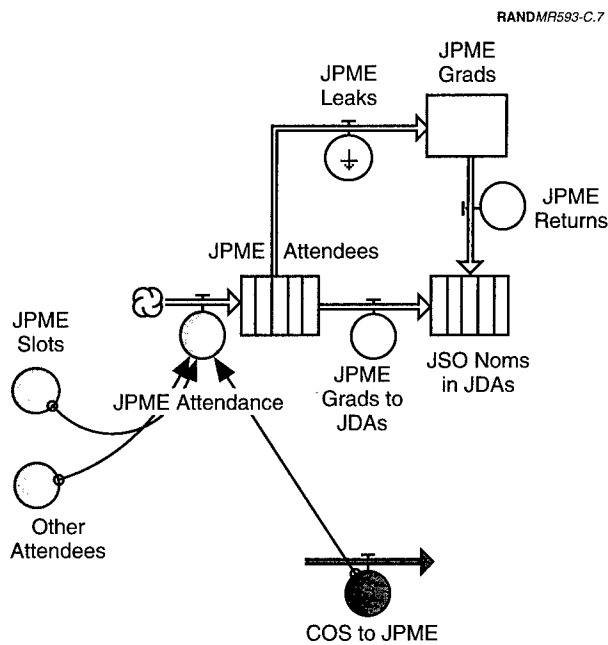 RANDMR593-C.7
JPME
Leaks
JPME
Grads
JPME
Returns
JPME Attendees
JPME
Slots
JPME Attendance
JPME
Grads to
JDAs
JSO Noms
in JDAs
Other
Attendees
COS to JPME